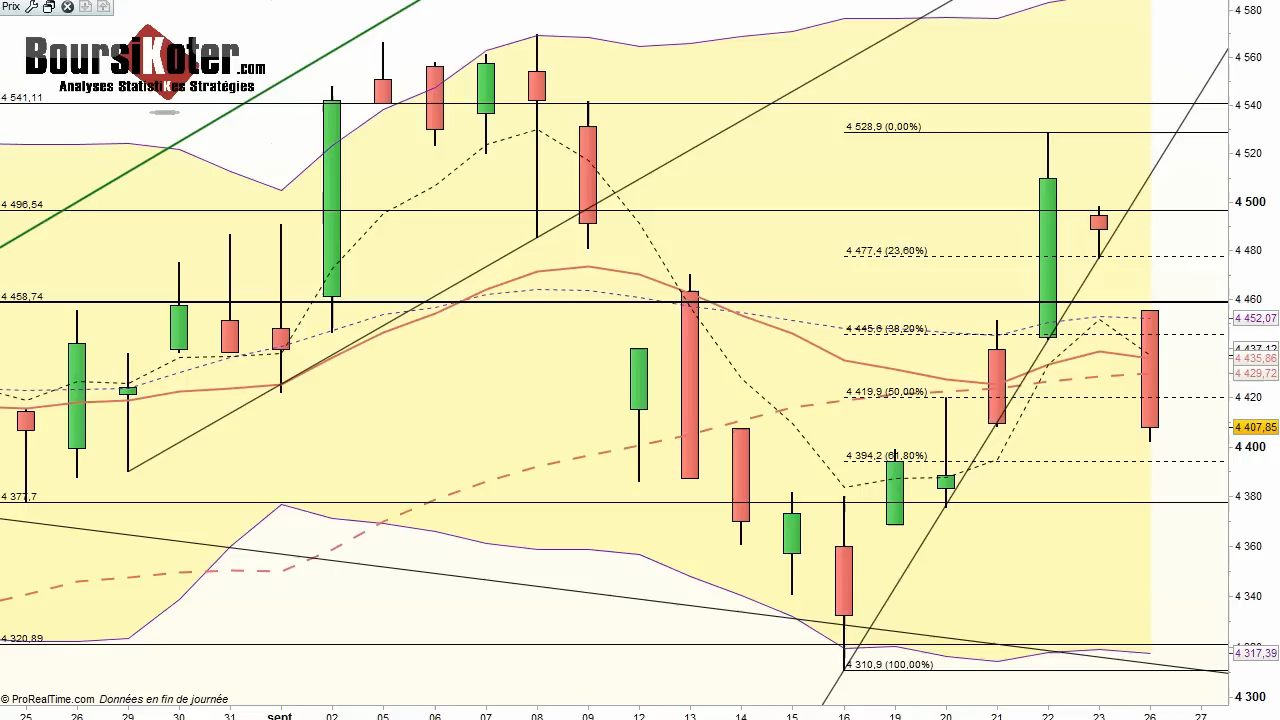 Prix
BoursiKoter.com
Analyses StatistiKes Stratégies
4 580
4 560
4 541,11
4 540
4 528,9 (0,00%)
4 520
4 496,54
4 500
4 477,4 (23,60%)
4 480
4 458,74
4 460
4 452,07
4 445,6 (38,20%)
4 437,12
4 435,86
4 429,72
4 419,9 (50,00%)
4 420
4 407,85
4 400
4 394,2 (61,80%)
4 377,7
4 380
4 360
4 340
4 320,89
4 317,39
4 310,9 (100,00%)
4 300
© ProRealTime.com Données en fin de journée
25 26 29 30 31 sept 02 05 06 07 08 09 12 13 14 15 16 19 20 21 22 23 26 27